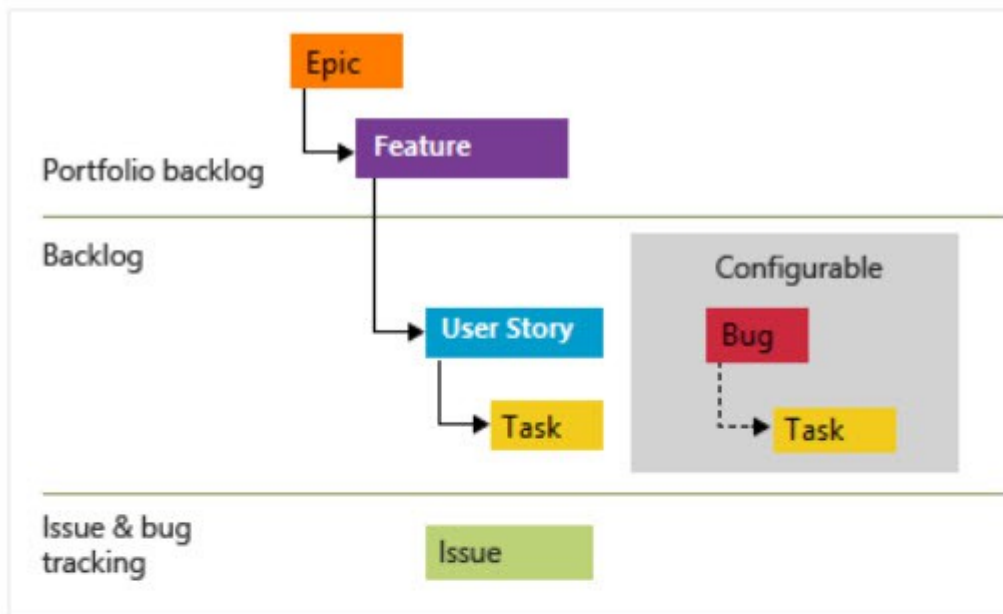 Epic
Feature
Portfolio backlog
Backlog
Configurable
User Story
Bug
Task
Task
Issue & bug
tracking
Issue